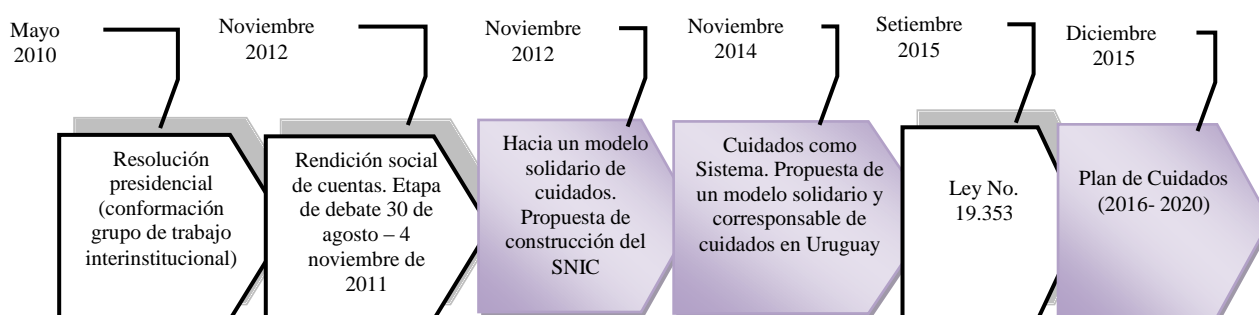 Mayo
2010
Noviembre
2012
Noviembre
2012
Noviembre
2014
Setiembre
2015
Diciembre
2015
Resolución
presidencial
(conformación
grupo de trabajo
interinstitucional)
Rendición social
de cuentas. Etapa
de debate 30 de
agosto – 4
noviembre de
2011
Hacia un modelo
solidario de
cuidados.
Propuesta de
construcción del
SNIC
Cuidados como
Sistema. Propuesta de
un modelo solidario y
corresponsable de
cuidados en Uruguay
Ley No.
19.353
Plan de Cuidados
(2016- 2020)